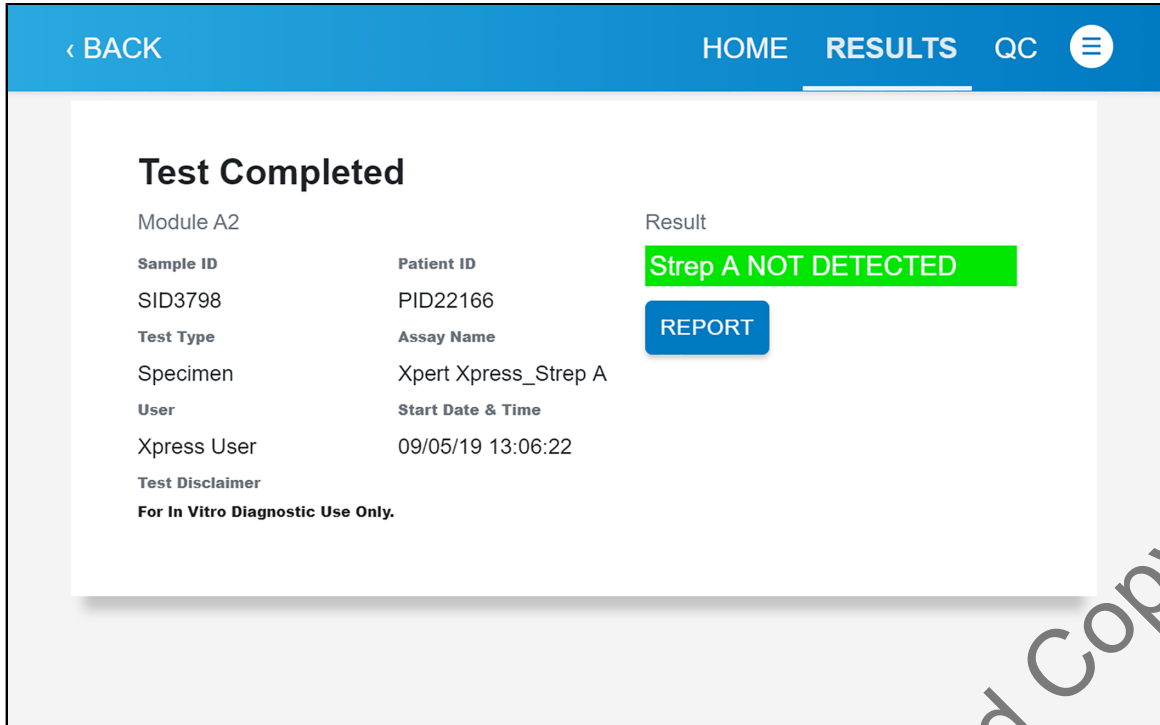 ‹ BACK
HOME RESULTS QC
Test Completed
Module A2
Sample ID Patient ID
SID3798 PID22166
Test Type Assay Name
Specimen Xpert Xpress_Strep A
User Start Date & Time
Xpress User 09/05/19 13:06:22
Test Disclaimer
For In Vitro Diagnostic Use Only.
Result
Strep A NOT DETECTED
REPORT